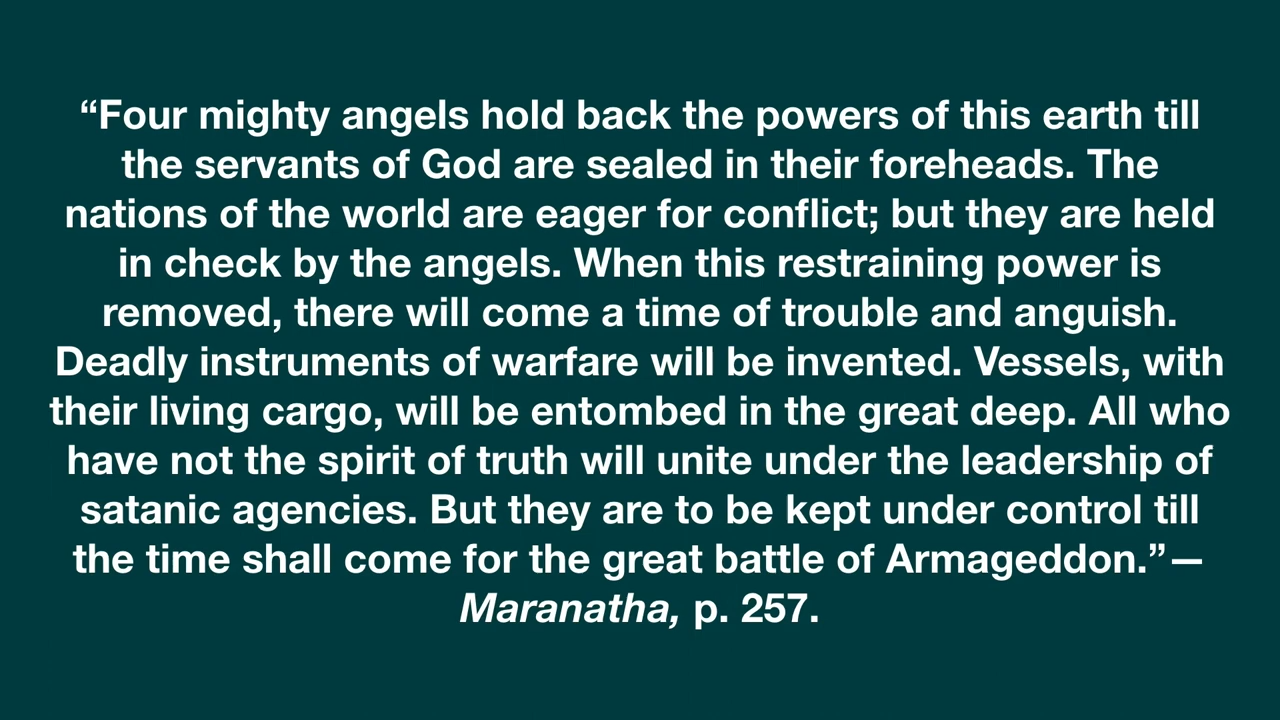 “Four mighty angels hold back the powers of this earth till
the servants of God are sealed in their foreheads. The
nations of the world are eager for conflict; but they are held
in check by the angels. When this restraining power is
removed, there will come a time of trouble and anguish.
Deadly instruments of warfare will be invented. Vessels, with
their living cargo, will be entombed in the great deep. All who
have not the spirit of truth will unite under the leadership of
satanic agencies. But they are to be kept under control till
the time shall come for the great battle of Armageddon.”—
Maranatha, p. 257.